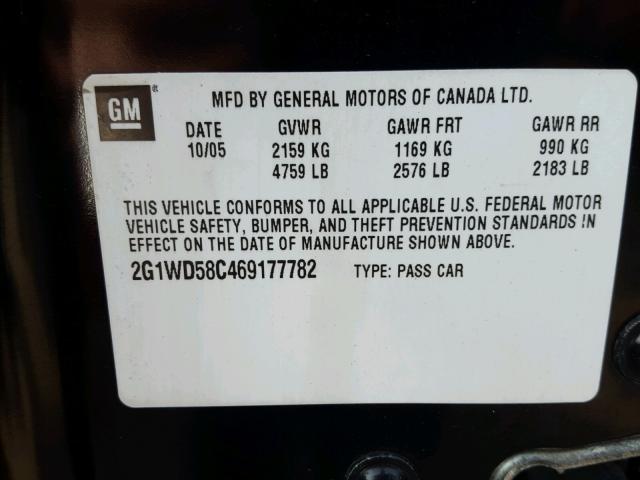 GM ®
MFD BY GENERAL MOTORS OF CANADA LTD.
DATE GVWR GAWR FRT GAWR RR
10/05 2159 KG 1169 KG 990 KG
4759 LB 2576 LB 2183 LB
THIS VEHICLE CONFORMS TO ALL APPLICABLE U.S. FEDERAL MOTOR
VEHICLE SAFETY, BUMPER, AND THEFT PREVENTION STANDARDS IN
EFFECT ON THE DATE OF MANUFACTURE SHOWN ABOVE.
2G1WD58C469177782 TYPE: PASS CAR